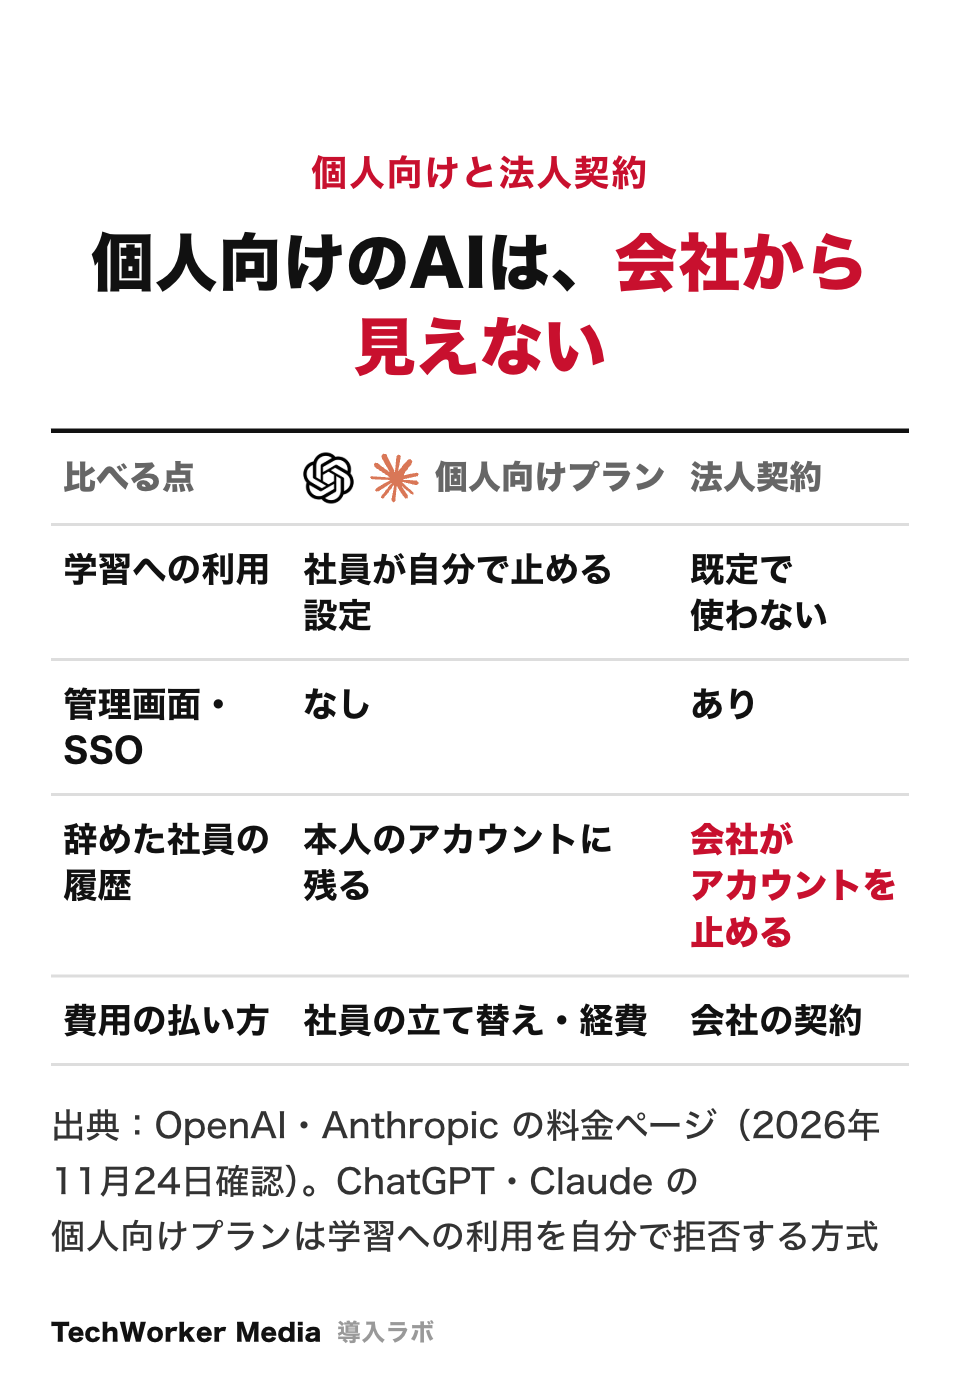 個人向けと法人契約
個人向けのAIは、会社から
見えない
比べる点 個人向けプラン 法人契約
学習への利用 社員が自分で止める設定 既定で使わない
管理画面・SSO なし あり
辞めた社員の履歴 本人のアカウントに残る 会社がアカウントを止める
費用の払い方 社員の立て替え・経費 会社の契約
出典：OpenAI・Anthropic の料金ページ（2026年
11月24日確認）。ChatGPT・Claude の
個人向けプランは学習への利用を自分で拒否する方式
TechWorker Media 導入ラボ